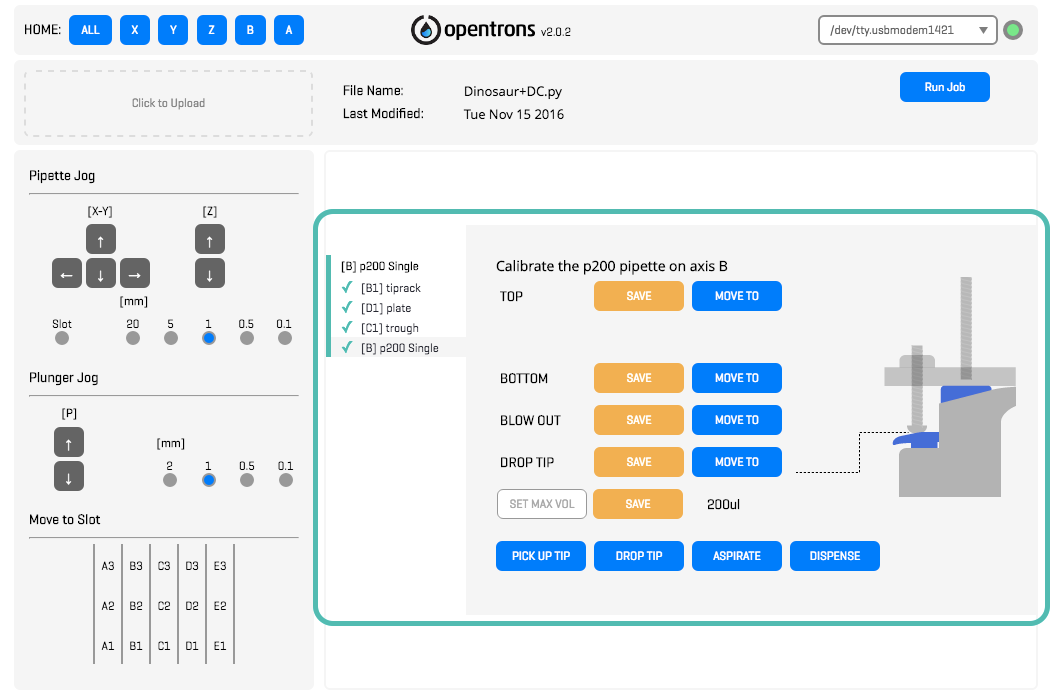 HOME: ALL X Y Z B A
opentrons v2.0.2
/dev/tty.usbmodem1421
Click to Upload
File Name: Dinosaur+DC.py
Last Modified: Tue Nov 15 2016
Run Job
Pipette Jog
[X-Y] [Z]
[mm]
Slot 20 5 1 0.5 0.1
Plunger Jog
[P]
[mm]
2 1 0.5 0.1
Move to Slot
A3 B3 C3 D3 E3
A2 B2 C2 D2 E2
A1 B1 C1 D1 E1
[B] p200 Single
[B1] tiprack
[D1] plate
[C1] trough
[B] p200 Single
Calibrate the p200 pipette on axis B
TOP SAVE MOVE TO
BOTTOM SAVE MOVE TO
BLOW OUT SAVE MOVE TO
DROP TIP SAVE MOVE TO
SET MAX VOL SAVE 200ul
PICK UP TIP DROP TIP ASPIRATE DISPENSE